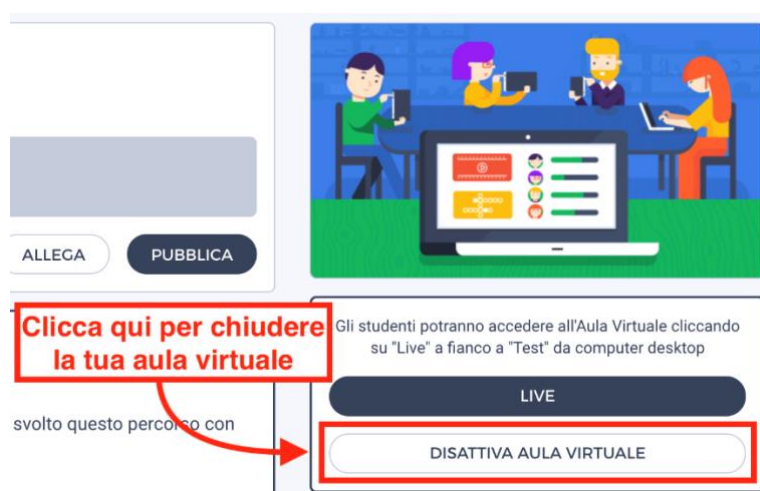 ALLEGA
PUBBLICA
Clicca qui per chiudere
la tua aula virtuale
Gli studenti potranno accedere all'Aula Virtuale cliccando
su "Live" a fianco a "Test" da computer desktop
LIVE
svolto questo percorso con
DISATTIVA AULA VIRTUALE